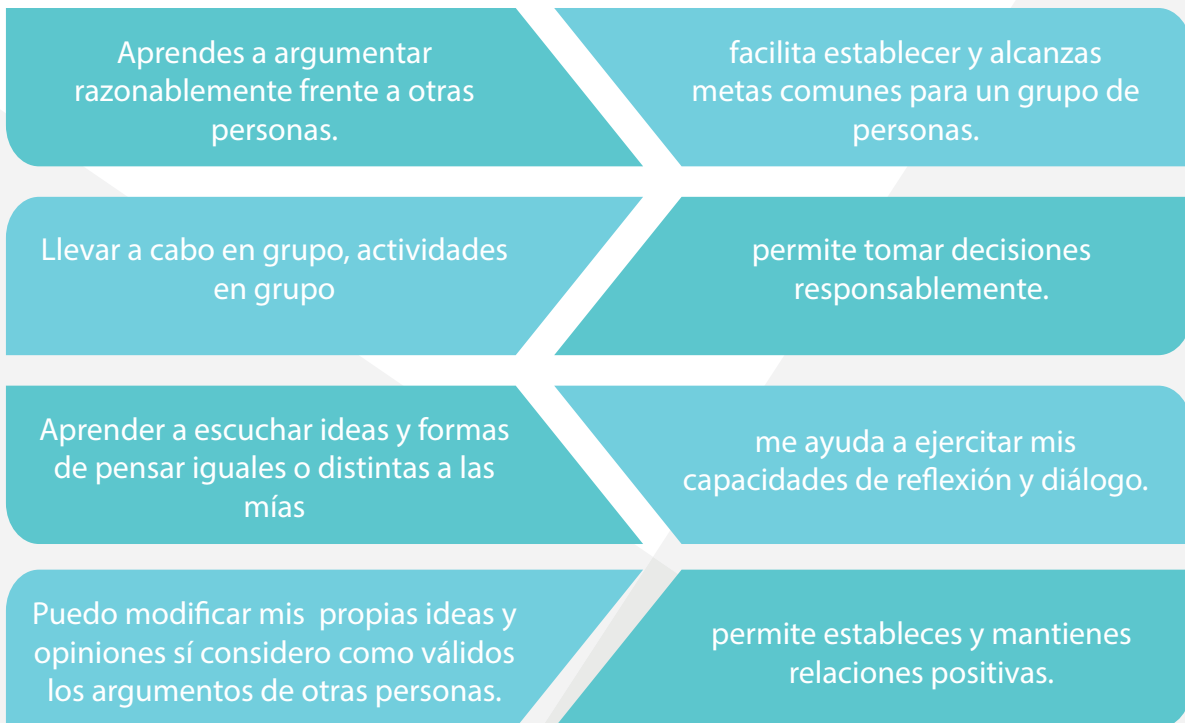 Aprendes a argumentar
razonablemente frente a otras
personas.
facilita establecer y alcanzas
metas comunes para un grupo de
personas.
Llevar a cabo en grupo, actividades
en grupo
permite tomar decisiones
responsablemente.
Aprender a escuchar ideas y formas
de pensar iguales o distintas a las
mías
me ayuda a ejercitar mis
capacidades de reflexión y diálogo.
Puedo modificar mis  propias ideas y
opiniones sí considero como válidos
los argumentos de otras personas.
permite estableces y mantienes
relaciones positivas.